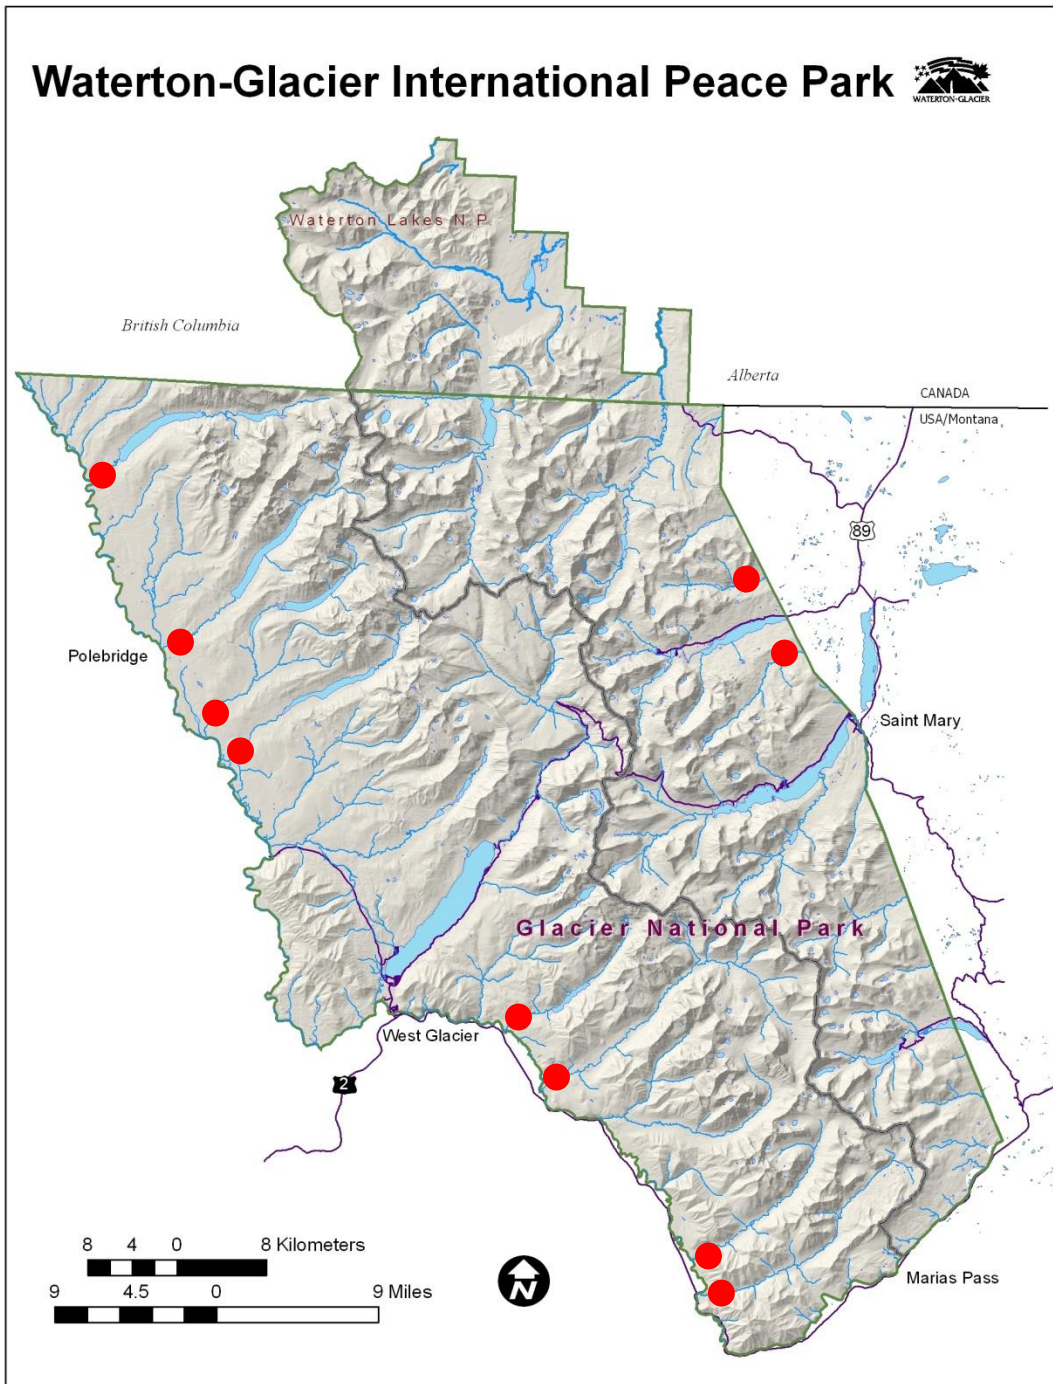 Waterton-Glacier International Peace Park
WATERTON-GLACIER
Waterton Lakes N P
British Columbia
Alberta
CANADA
USA/Montana
89
Polebridge
Saint Mary
Glacier National Park
West Glacier
2
8 4 0 8 Kilometers
9 4.5 0 9 Miles
N
Marias Pass